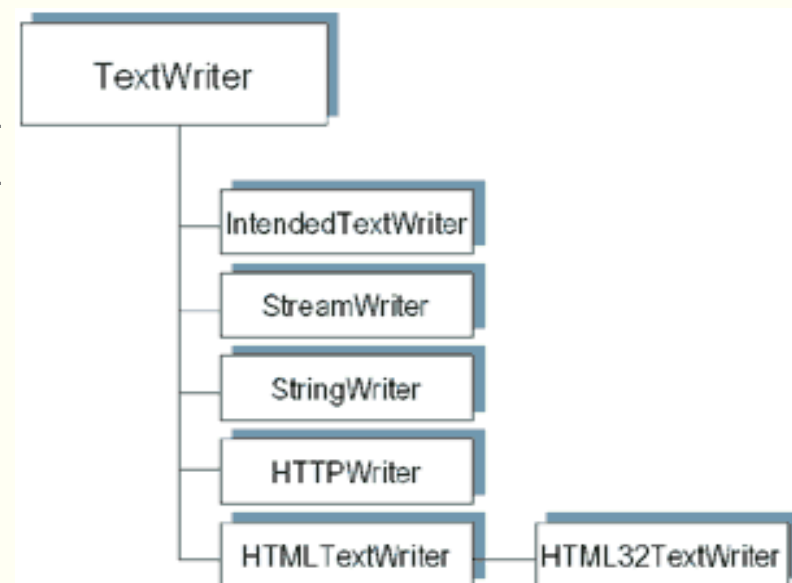 TextWriter
IntendedTextWriter
StreamWriter
StringWriter
HTTPWriter
HTMLTextWriter
HTML32TextWriter